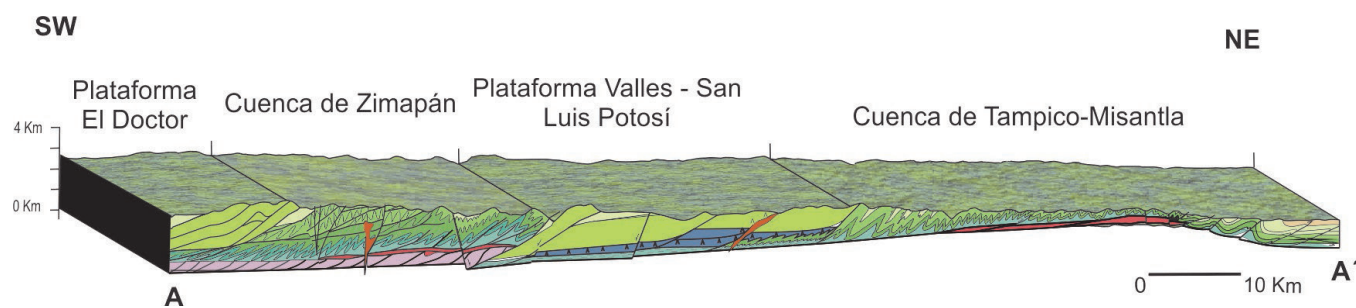 SW
NE
Plataforma
El Doctor
Cuenca de Zimapán
Plataforma Valles - San
Luis Potosí
Cuenca de Tampico-Misantla
4 Km
0 Km
0 10 Km
A
A´